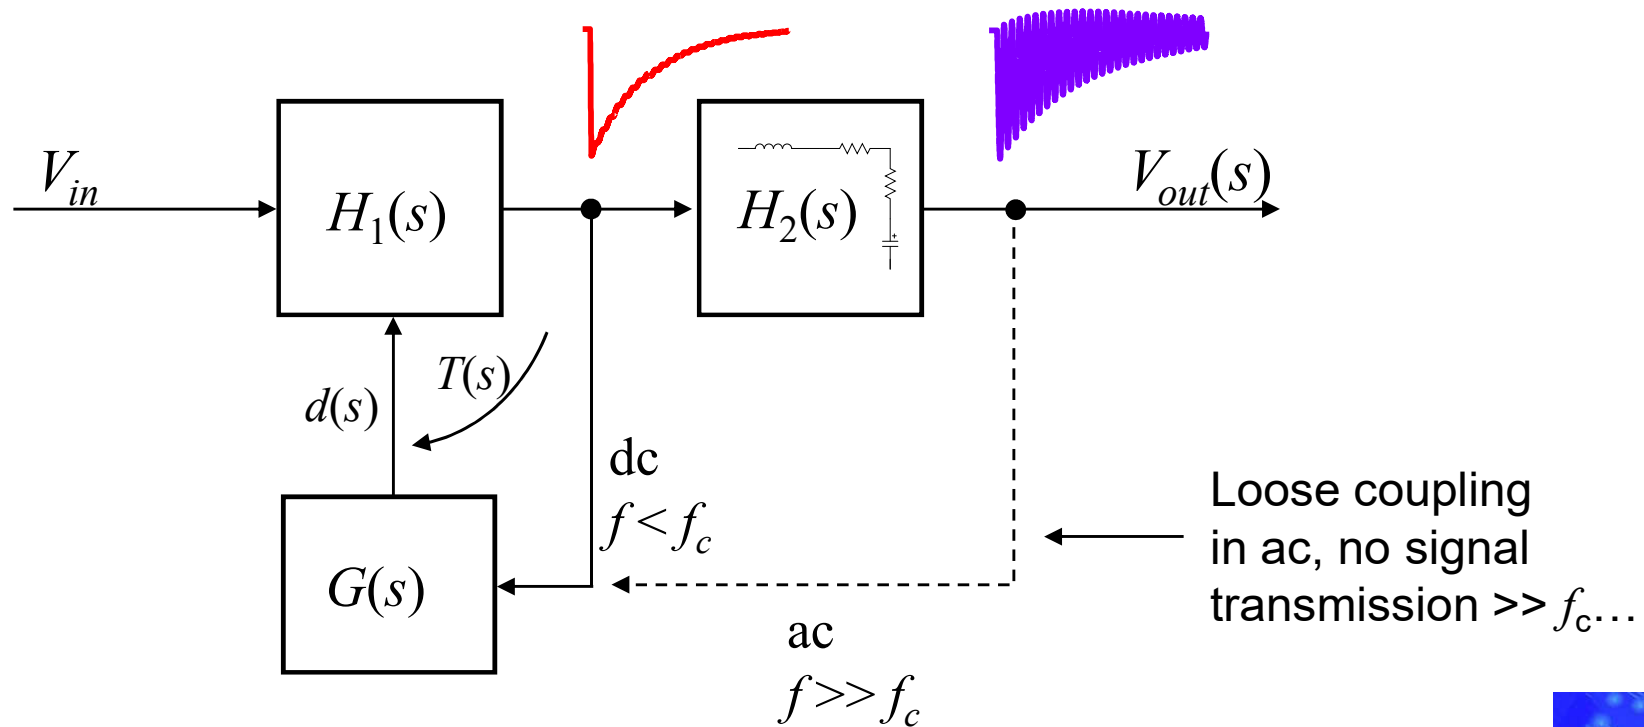 V_in
H_1(s)
H_2(s)
+
V_out(s)
T(s)
d(s)
dc
f < f_c
G(s)
ac
f >> f_c
Loose coupling
in ac, no signal
transmission >> f_c…